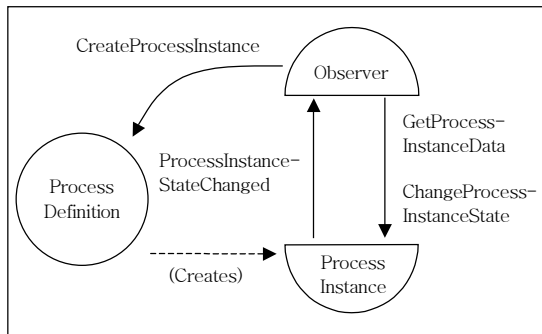 CreateProcessInstance
Observer
GetProcess-
InstanceData
ProcessInstance-
StateChanged
ChangeProcess-
InstanceState
Process
Definition
(Creates)
Process
Instance